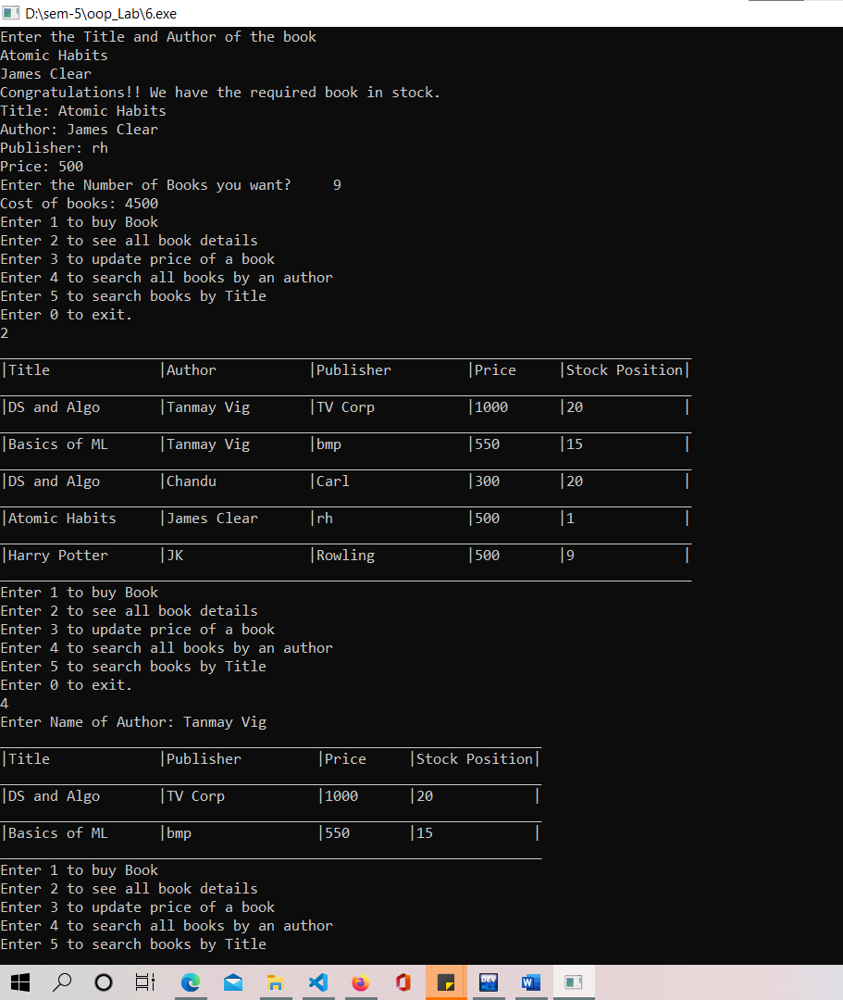 D:\sem-5\oop_Lab\6.exe
Enter the Title and Author of the book
Atomic Habits
James Clear
Congratulations!! We have the required book in stock.
Title: Atomic Habits
Author: James Clear
Publisher: rh
Price: 500
Enter the Number of Books you want? 9
Cost of books: 4500
Enter 1 to buy Book
Enter 2 to see all book details
Enter 3 to update price of a book
Enter 4 to search all books by an author
Enter 5 to search books by Title
Enter 0 to exit.
2
|Title |Author |Publisher |Price |Stock Position|
|DS and Algo |Tanmay Vig |TV Corp |1000 |20 |
|Basics of ML |Tanmay Vig |bmp |550 |15 |
|DS and Algo |Chandu |Carl |300 |20 |
|Atomic Habits |James Clear |rh |500 |1 |
|Harry Potter |JK |Rowling |500 |9 |
Enter 1 to buy Book
Enter 2 to see all book details
Enter 3 to update price of a book
Enter 4 to search all books by an author
Enter 5 to search books by Title
Enter 0 to exit.
4
Enter Name of Author: Tanmay Vig
|Title |Publisher |Price |Stock Position|
|DS and Algo |TV Corp |1000 |20 |
|Basics of ML |bmp |550 |15 |
Enter 1 to buy Book
Enter 2 to see all book details
Enter 3 to update price of a book
Enter 4 to search all books by an author
Enter 5 to search books by Title
DEV
W